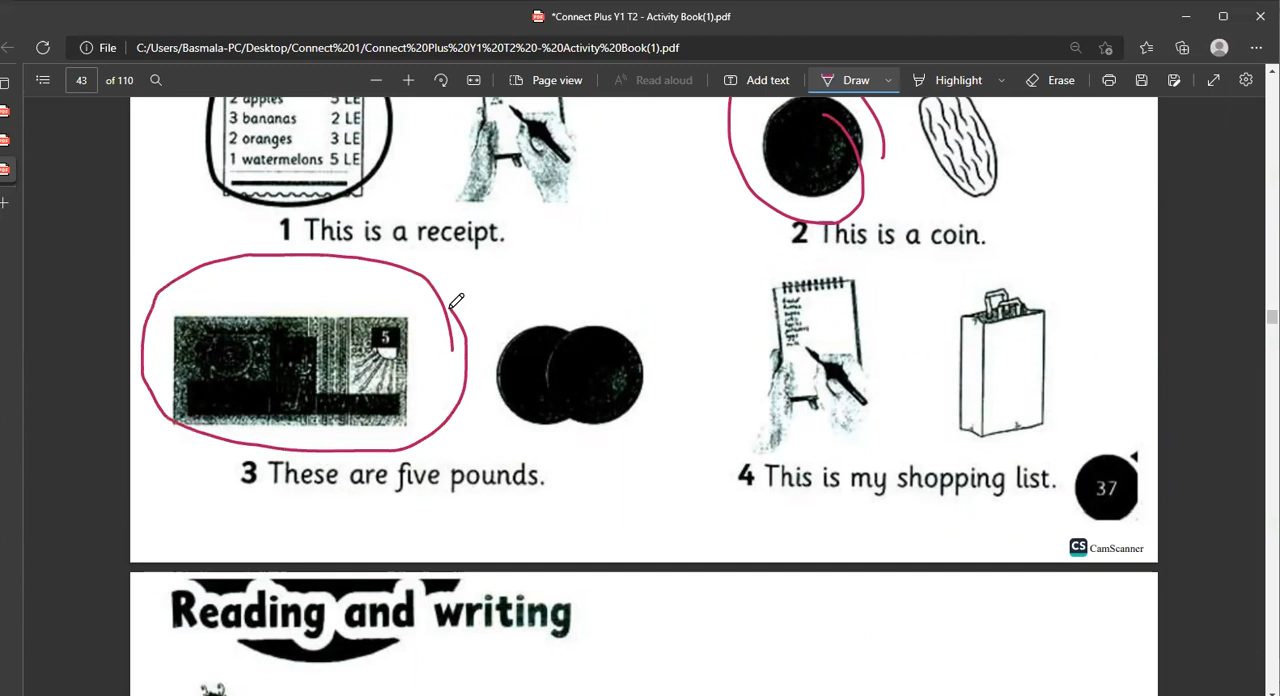 *Connect Plus Y1 T2 - Activity Book(1).pdf
File
C:/Users/Basmala-PC/Desktop/Connect%201/Connect%20Plus%20Y1%20T2%20-%20Activity%20Book(1).pdf
43 of 110
Page view
Read aloud
Add text
Draw
Highlight
Erase
2 apples 5 LE
3 bananas 2 LE
2 oranges 3 LE
1 watermelons 5 LE
1 This is a receipt.
2 This is a coin.
5
3 These are five pounds.
4 This is my shopping list.
37
CS CamScanner
Reading and writing